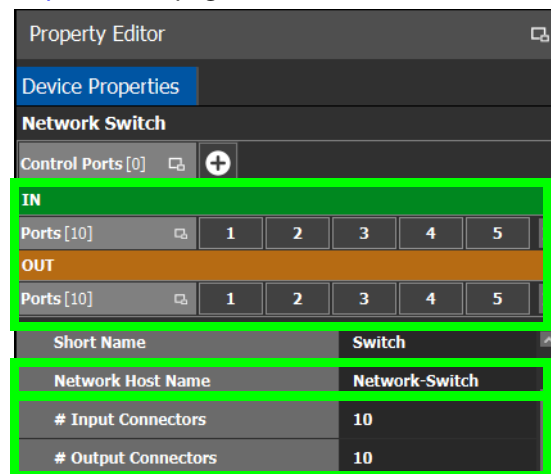 Property Editor
Device Properties
Network Switch
Control Ports [0]
IN
Ports [10] 1 2 3 4 5
OUT
Ports [10] 1 2 3 4 5
Short Name Switch
Network Host Name Network-Switch
# Input Connectors 10
# Output Connectors 10